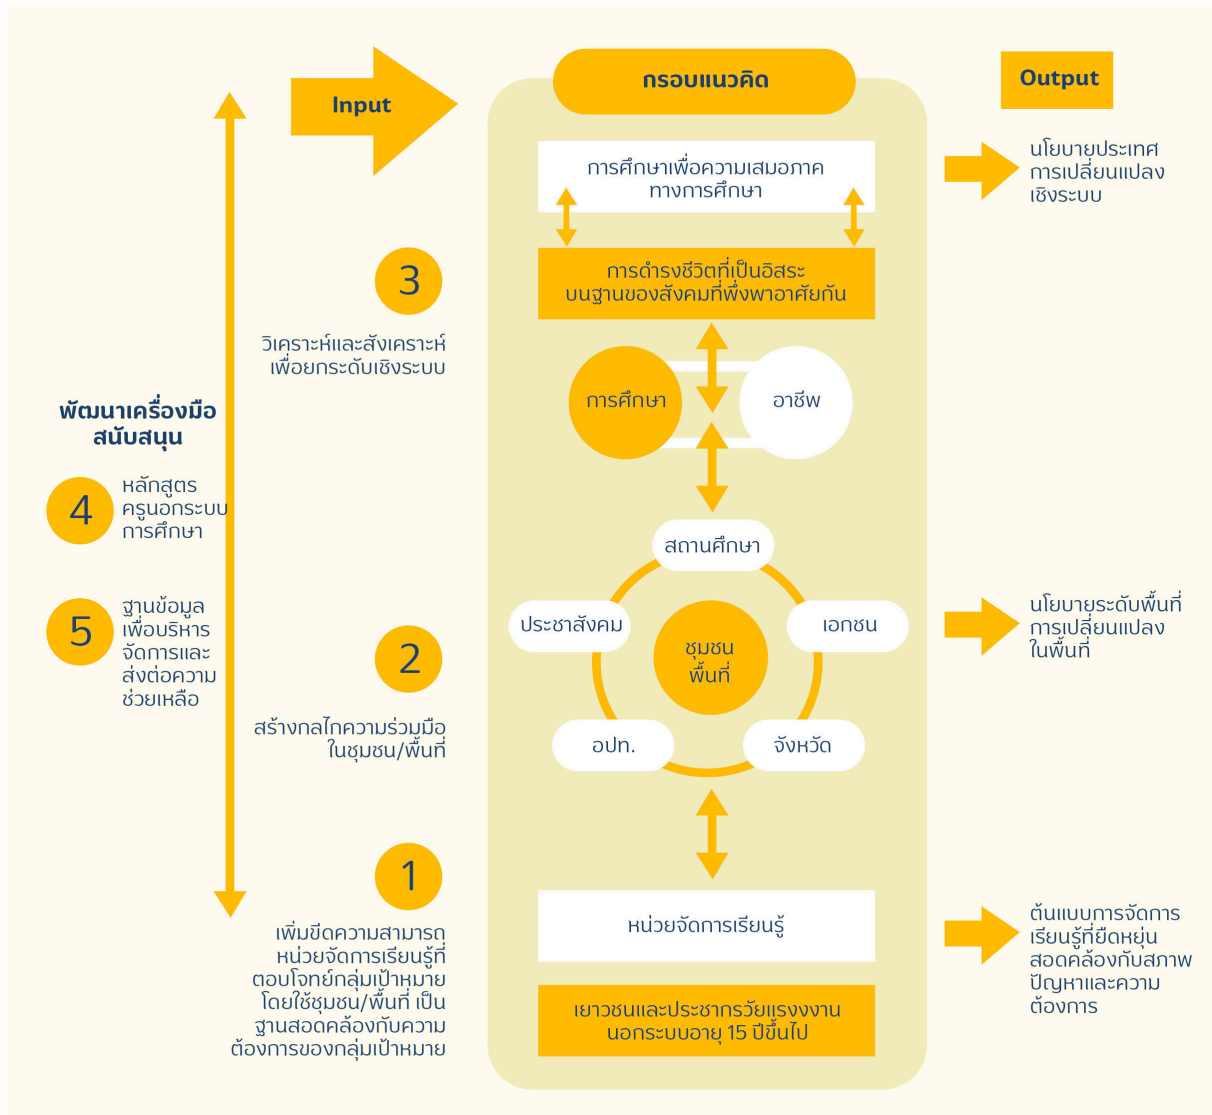 Input
กรอบแนวคิด
Output
การศึกษาเพื่อความเสมอภาค
ทางการศึกษา
นโยบายประเทศ
การเปลี่ยนแปลง
เชิงระบบ
3
วิเคราะห์และสังเคราะห์
เพื่อยกระดับเชิงระบบ
การดำรงชีวิตที่เป็นอิสระ
บนฐานของสังคมที่พึ่งพาอาศัยกัน
การศึกษา
อาชีพ
พัฒนาเครื่องมือ
สนับสนุน
4
หลักสูตร
ครูนอกระบบ
การศึกษา
5
ฐานข้อมูล
เพื่อบริหาร
จัดการและ
ส่งต่อความ
ช่วยเหลือ
2
สร้างกลไกความร่วมมือ
ในชุมชน/พื้นที่
สถานศึกษา
ประชาสังคม
เอกชน
ชุมชน
พื้นที่
อปท.
จังหวัด
นโยบายระดับพื้นที่
การเปลี่ยนแปลง
ในพื้นที่
1
เพิ่มขีดความสามารถ
หน่วยจัดการเรียนรู้ที่
ตอบโจทย์กลุ่มเป้าหมาย
โดยใช้ชุมชน/พื้นที่ เป็น
ฐานสอดคล้องกับความ
ต้องการของกลุ่มเป้าหมาย
หน่วยจัดการเรียนรู้
เยาวชนและประชากรวัยแรงงงาน
นอกระบบอายุ 15 ปีขึ้นไป
ต้นแบบการจัดการ
เรียนรู้ที่ยืดหยุ่น
สอดคล้องกับสภาพ
ปัญหาและความ
ต้องการ